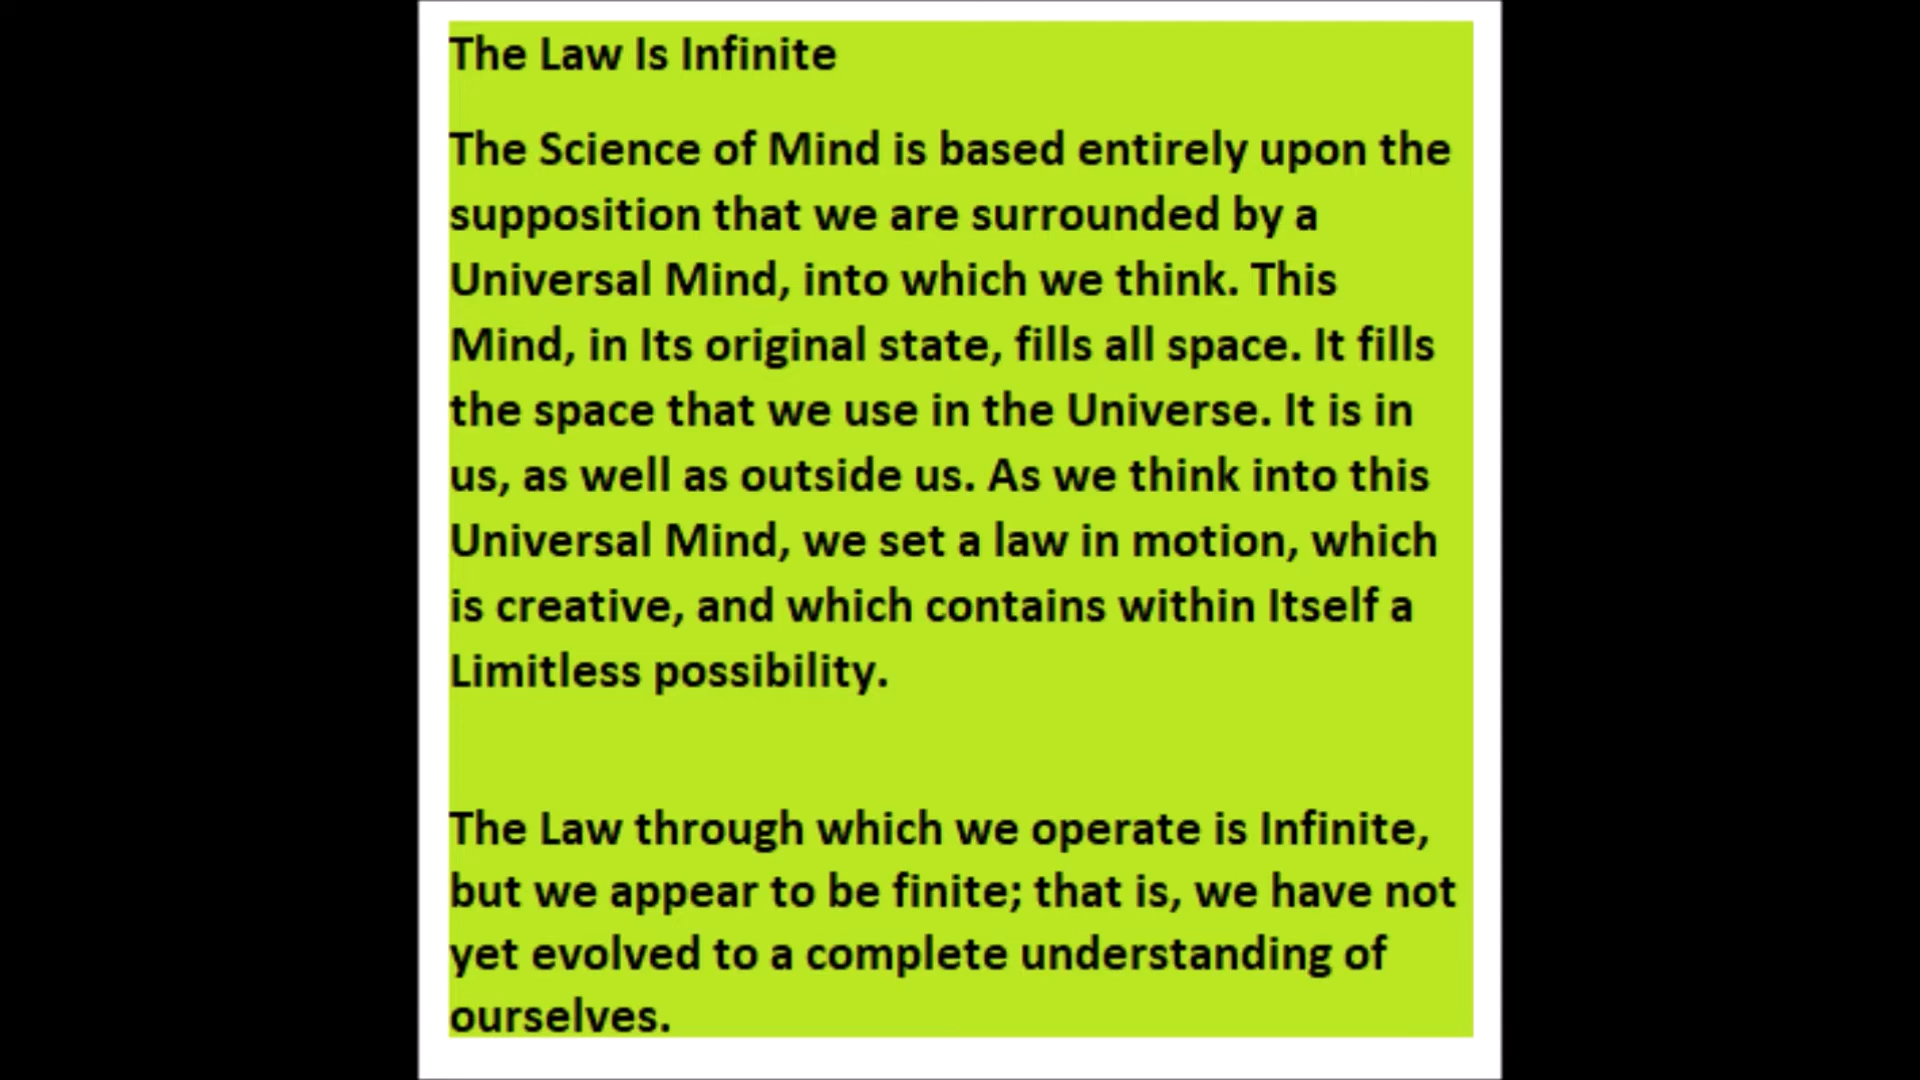 The Law Is Infinite
The Science of Mind is based entirely upon the
supposition that we are surrounded by a
Universal Mind, into which we think. This
Mind, in Its original state, fills all space. It fills
the space that we use in the Universe. It is in
us, as well as outside us. As we think into this
Universal Mind, we set a law in motion, which
is creative, and which contains within Itself a
Limitless possibility.
The Law through which we operate is Infinite,
but we appear to be finite; that is, we have not
yet evolved to a complete understanding of
ourselves.